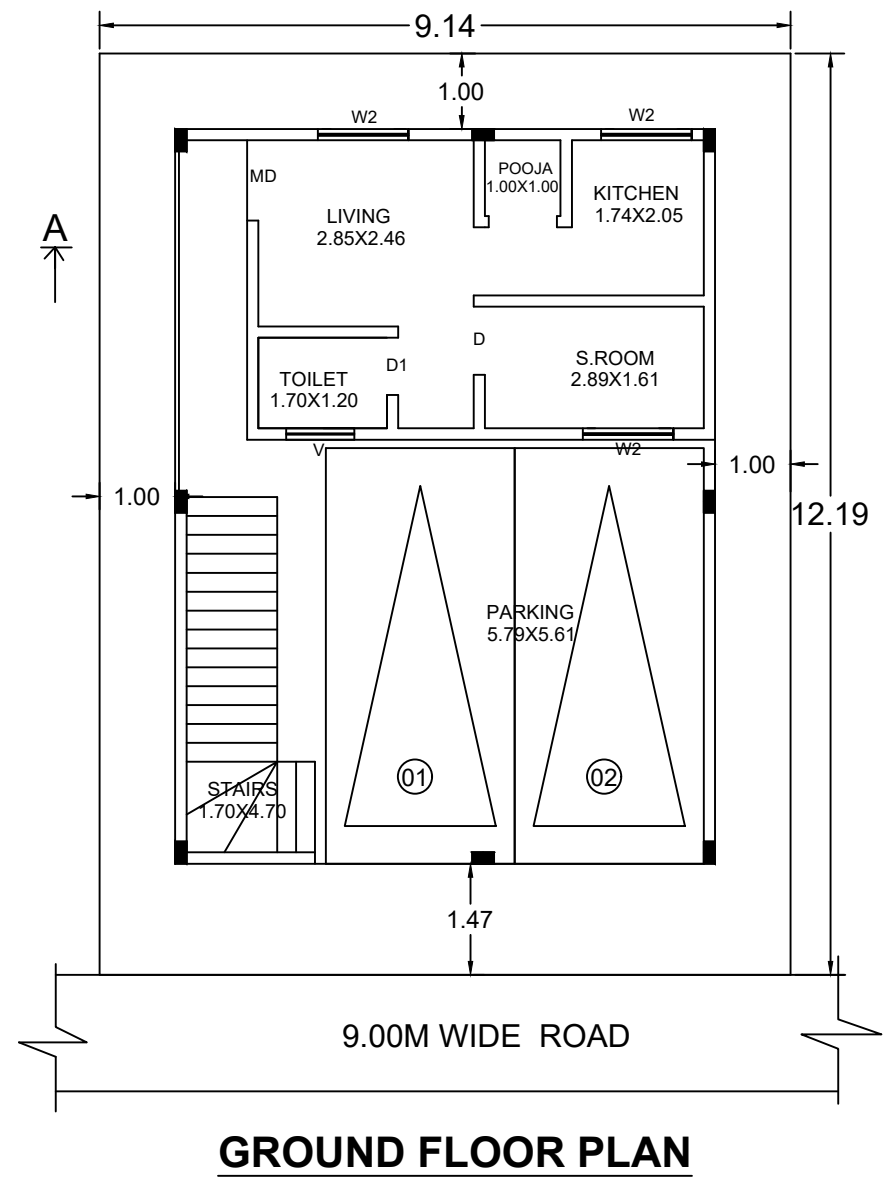 9.14
1.00
W2
W2
MD
POOJA
1.00X1.00
KITCHEN
1.74X2.05
LIVING
2.85X2.46
A
D
S.ROOM
2.89X1.61
D1
TOILET
1.70X1.20
V
W2
1.00
1.00
12.19
PARKING
5.79X5.61
01
02
STAIRS
1.70X4.70
1.47
9.00M WIDE ROAD
GROUND FLOOR PLAN